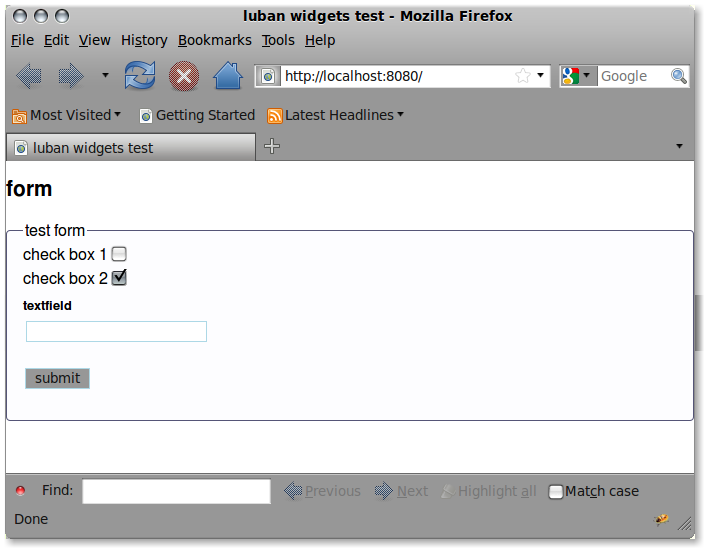 luban widgets test - Mozilla Firefox
File Edit View History Bookmarks Tools Help
http://localhost:8080/ Google
Most Visited Getting Started Latest Headlines
luban widgets test
form
test form
check box 1
check box 2
textfield
submit
Find: Previous Next Highlight all Match case
Done